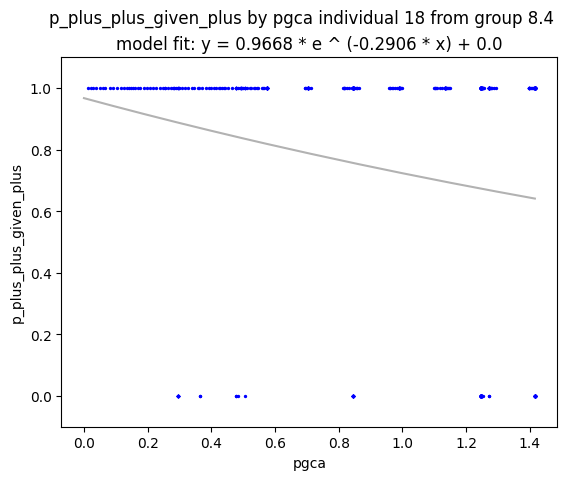 p_plus_plus_given_plus by pgca individual 18 from group 8.4
model fit: y = 0.9668 * e ^ (-0.2906 * x) + 0.0
1.0
0.8
0.6
0.4
0.2
0.0
p_plus_plus_given_plus
0.0 0.2 0.4 0.6 0.8 1.0 1.2 1.4
pgca